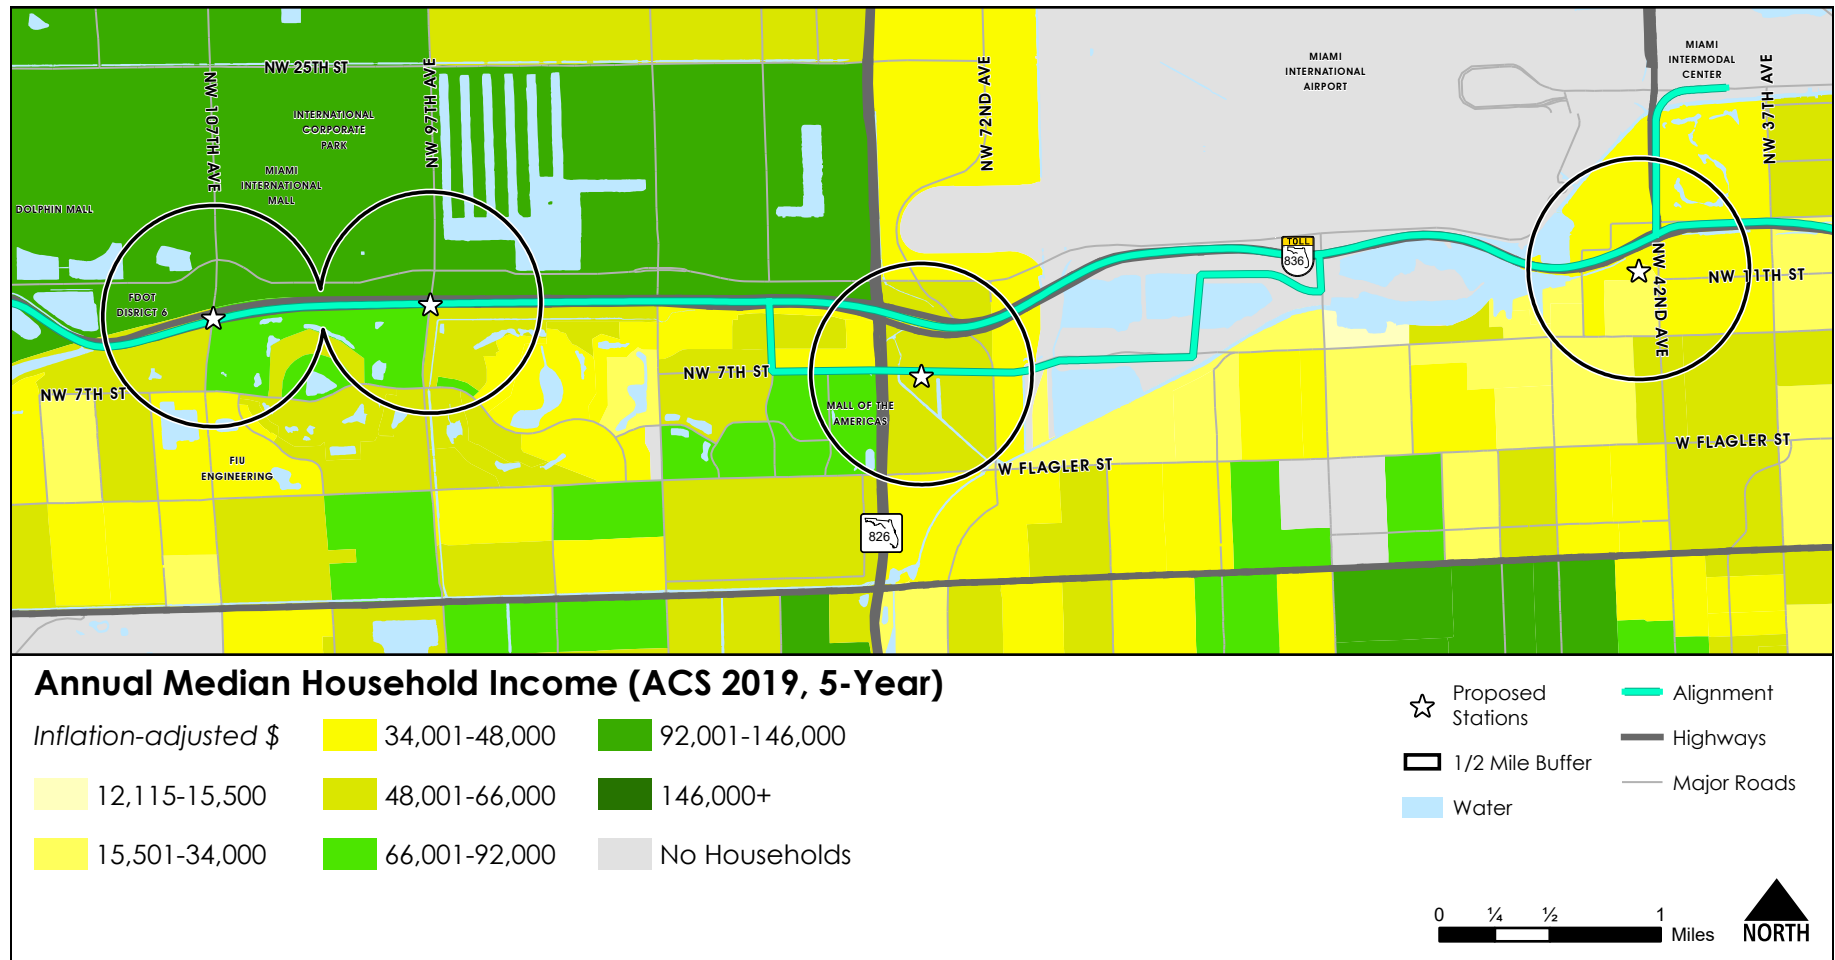 NW 25TH ST
NW 107TH AVE
NW 97TH AVE
NW 72ND AVE
NW 37TH AVE
NW 42ND AVE
INTERNATIONAL
CORPORATE
PARK
MIAMI
INTERNATIONAL
MALL
DOLPHIN MALL
MIAMI
INTERNATIONAL
AIRPORT
MIAMI
INTERMODAL
CENTER
FDOT
DISRICT 6
TOLL
836
NW 11TH ST
NW 7TH ST
NW 7TH ST
MALL OF THE
AMERICAS
FIU
ENGINEERING
W FLAGLER ST
W FLAGLER ST
826
Annual Median Household Income (ACS 2019, 5-Year)
Inflation-adjusted $
12,115-15,500
15,501-34,000
34,001-48,000
48,001-66,000
66,001-92,000
92,001-146,000
146,000+
No Households
Proposed
Stations
1/2 Mile Buffer
Water
Alignment
Highways
Major Roads
0 ¼ ½ 1
Miles
NORTH